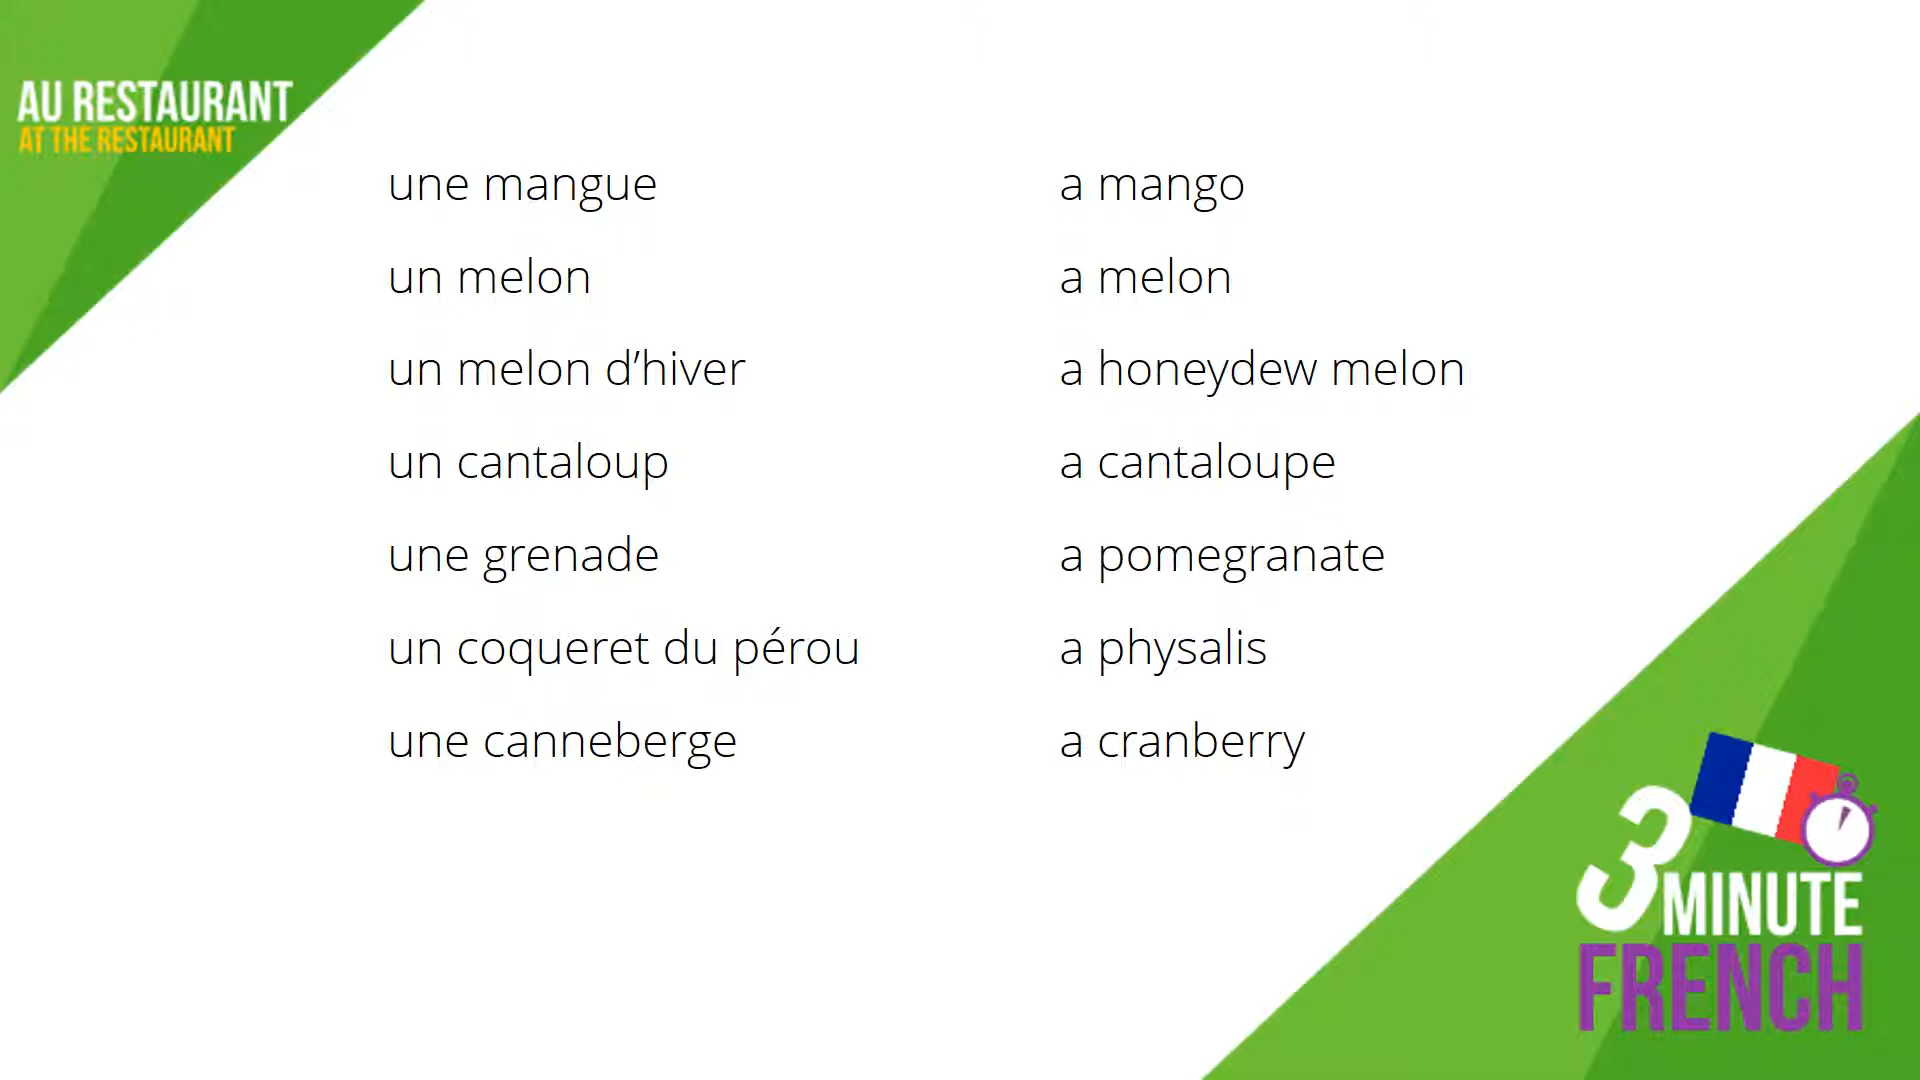 AU RESTAURANT
AT THE RESTAURANT
une mangue a mango
un melon a melon
un melon d’hiver a honeydew melon
un cantaloup a cantaloupe
une grenade a pomegranate
un coqueret du pérou a physalis
une canneberge a cranberry
3 MINUTE
FRENCH